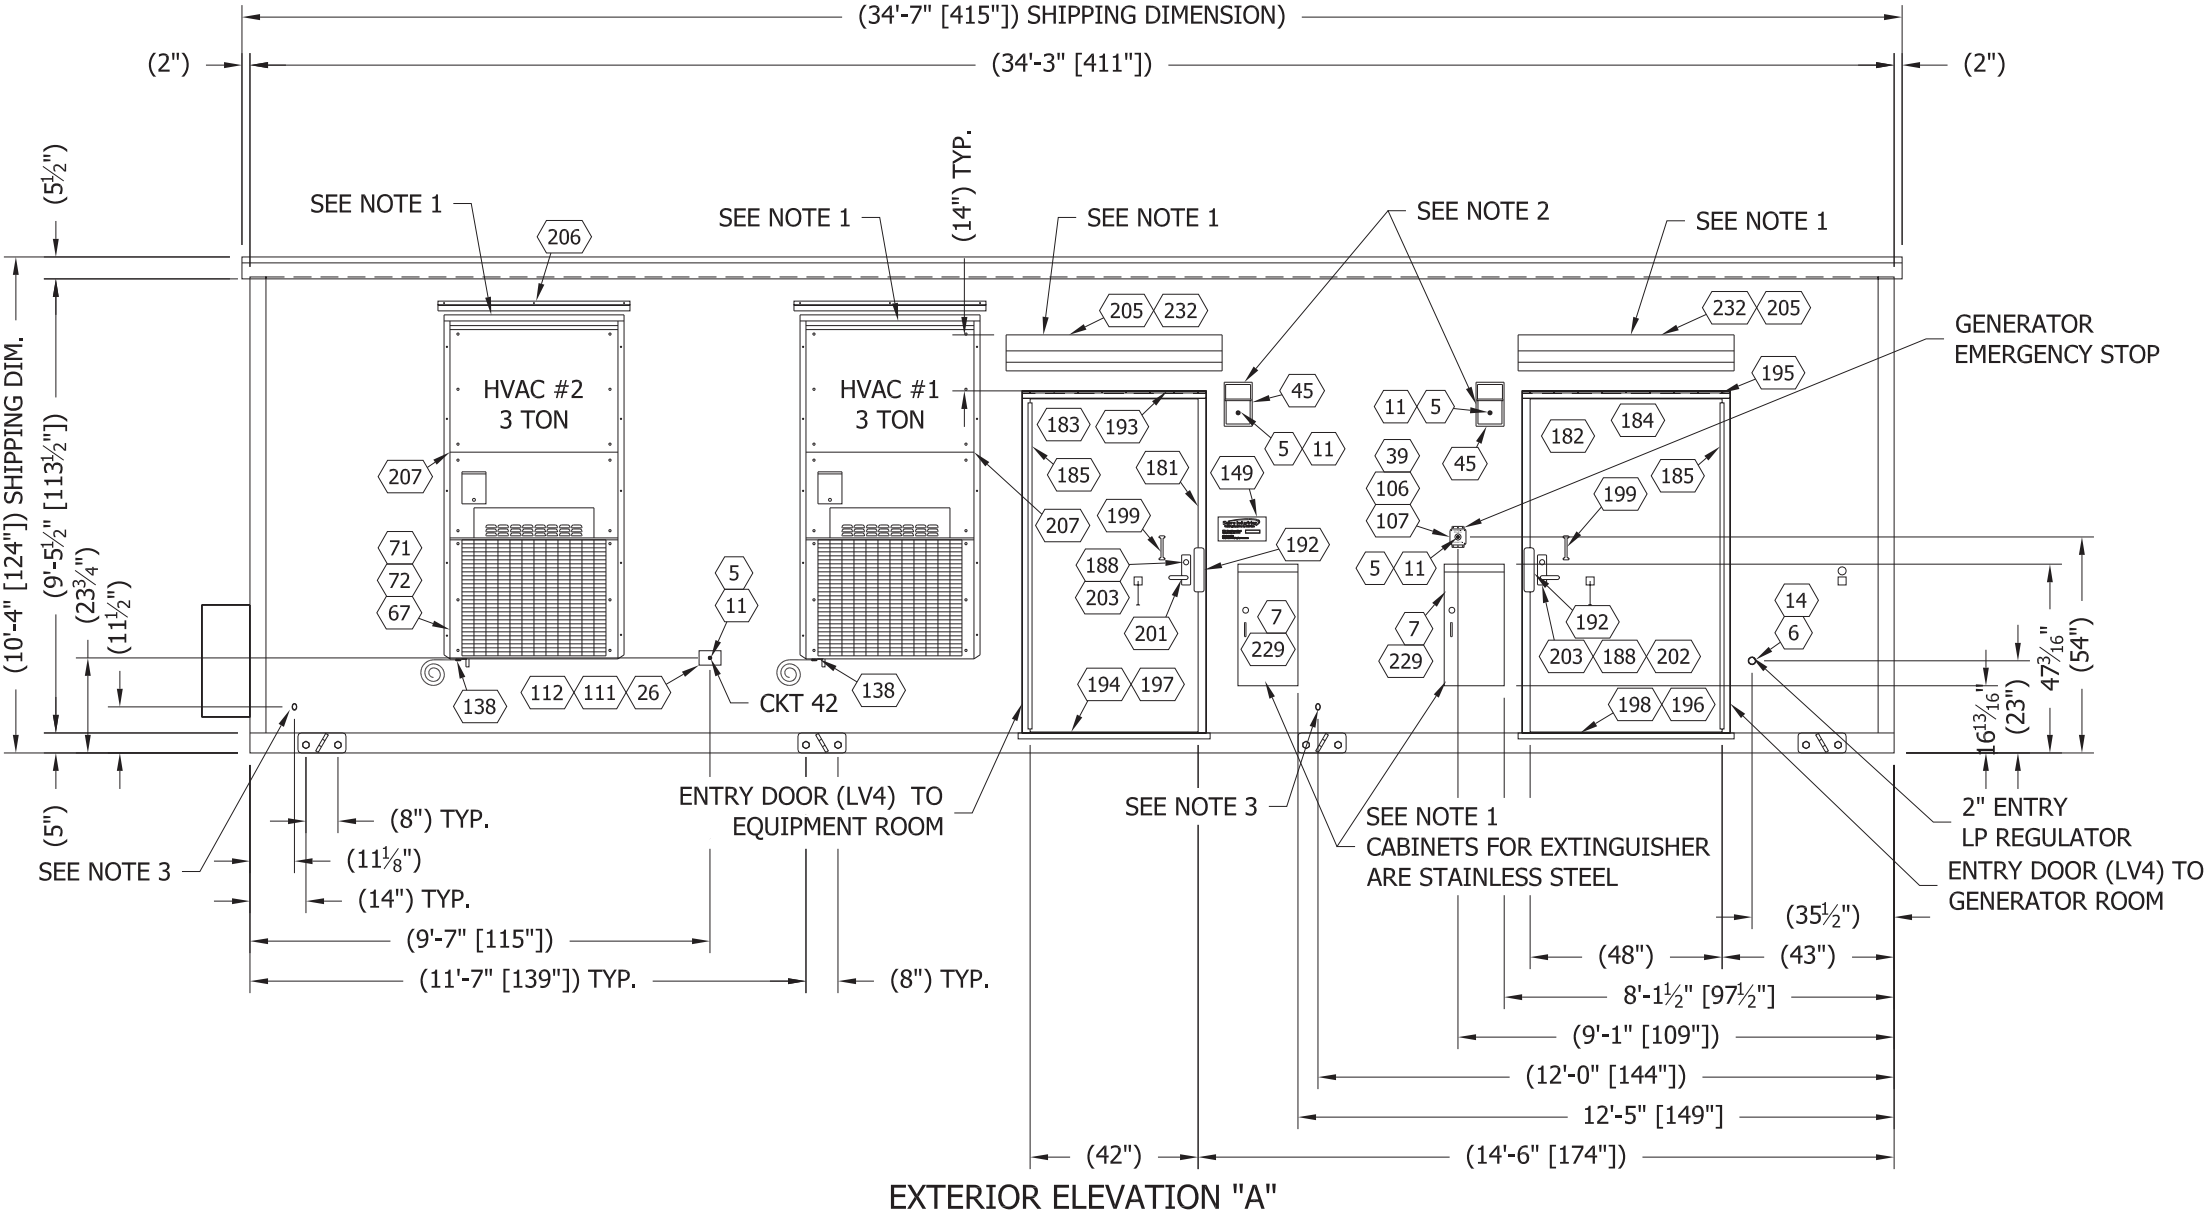 (34'-7" [415"]) SHIPPING DIMENSION)
(2")
(34'-3" [411"])
(2")
(5½")
(14") TYP.
SEE NOTE 1
SEE NOTE 1
SEE NOTE 1
SEE NOTE 2
SEE NOTE 1
206
205 232
232 205
GENERATOR
EMERGENCY STOP
(10'-4" [124"]) SHIPPING DIM.
(9'-5½" [113½"])
(23¾")
(11½")
(5")
HVAC #2
3 TON
HVAC #1
3 TON
45
195
11 5
183 193
184
182
5 11
39
45
207
185
181
149
106
185
199
199
107
207
192
71
72
67
188
203
5 11
5
11
201
7
229
7
229
192
14
6
203 188 202
138
112 111 26
CKT 42
138
194 197
198 196
16 13/16"
(23")
47 3/16"
(54")
ENTRY DOOR (LV4) TO
EQUIPMENT ROOM
SEE NOTE 3
SEE NOTE 1
CABINETS FOR EXTINGUISHER
ARE STAINLESS STEEL
2" ENTRY
LP REGULATOR
ENTRY DOOR (LV4) TO
GENERATOR ROOM
(8") TYP.
SEE NOTE 3
(11⅛")
(14") TYP.
(35½")
(9'-7" [115"])
(48")
(43")
(11'-7" [139"]) TYP.
(8") TYP.
8'-1½" [97½"]
(9'-1" [109"])
(12'-0" [144"])
12'-5" [149"]
(42")
(14'-6" [174"])
EXTERIOR ELEVATION "A"